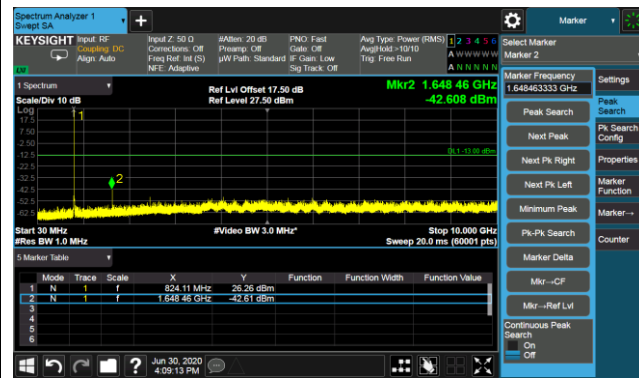 Spectrum Analyzer 1
Swept SA
+
Marker
KEYSIGHT
Input: RF
Coupling: DC
Align: Auto
Input Z: 50 Ω
Corrections: Off
Freq Ref: Int (S)
NFE: Adaptive
#Atten: 20 dB
Preamp: Off
µW Path: Standard
PNO: Fast
Gate: Off
IF Gain: Low
Sig Track: Off
Avg Type: Power (RMS)
Avg|Hold:>10/10
Trig: Free Run
1 2 3 4 5 6
A W W W W W
A N N N N N
LXI
Select Marker
Marker 2
1 Spectrum
Scale/Div 10 dB
Ref Lvl Offset 17.50 dB
Ref Level 27.50 dBm
Mkr2 1.648 46 GHz
-42.608 dBm
Log
17.5
7.50
-2.50
-12.5
-22.5
-32.5
-42.5
-52.5
-62.5
1
2
DL1 -13.00 dBm
Start 30 MHz
#Res BW 1.0 MHz
#Video BW 3.0 MHz*
Stop 10.000 GHz
Sweep 20.0 ms (60001 pts)
5 Marker Table
Mode Trace Scale X Y Function Function Width Function Value
1 N 1 f 824.11 MHz 26.26 dBm
2 N 1 f 1.648 46 GHz -42.61 dBm
3
4
5
6
Marker Frequency
1.648463333 GHz
Peak Search
Next Peak
Next Pk Right
Next Pk Left
Minimum Peak
Pk-Pk Search
Marker Delta
Mkr→CF
Mkr→Ref Lvl
Continuous Peak
Search
On
Off
Settings
Peak
Search
Pk Search
Config
Properties
Marker
Function
Marker→
Counter
?
Jun 30, 2020
4:09:13 PM